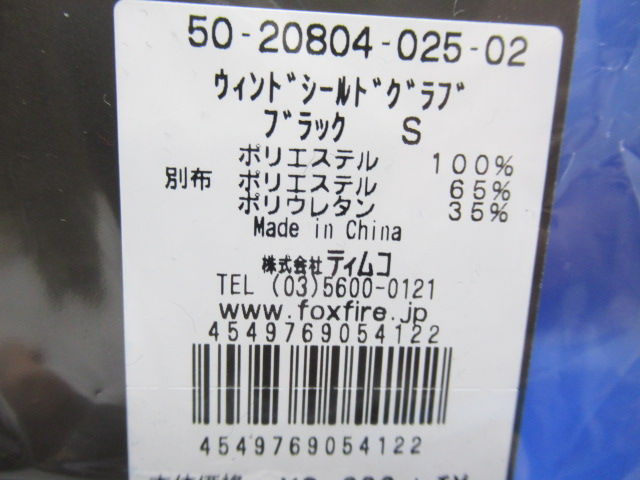 50-20804-025-02
ウィンドシールドグラブ
ブラック S
ポリエステル 100%
別布 ポリエステル 65%
ポリウレタン 35%
Made in China
株式会社ティムコ
TEL (03)5600-0121
www.foxfire.jp
4549769054122
4549769054122